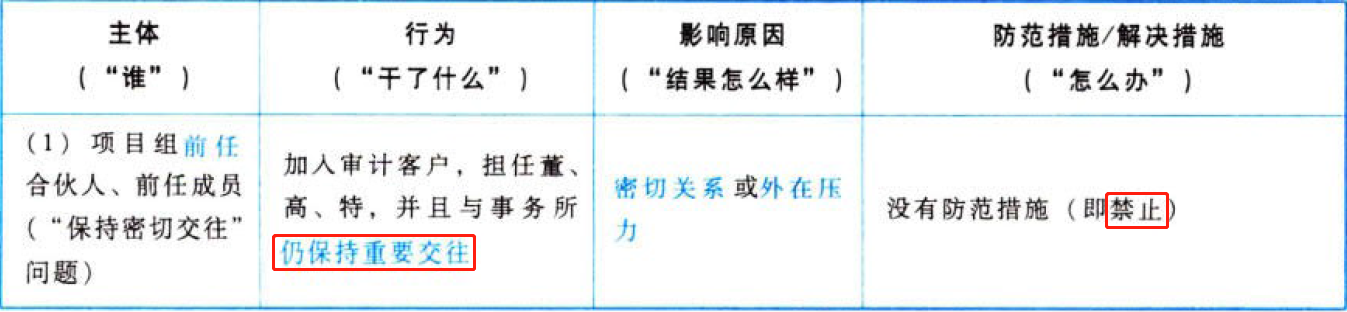 主体
（“谁”）
行为
（“干了什么”）
影响原因
（“结果怎么样”）
防范措施/解决措施
（“怎么办”）
（1）项目组前任
合伙人、前任成员
（“保持密切交往”
问题）
加入审计客户，担任董、
高、特，并且与事务所
仍保持重要交往
密切关系或外在压
力
没有防范措施（即禁止）